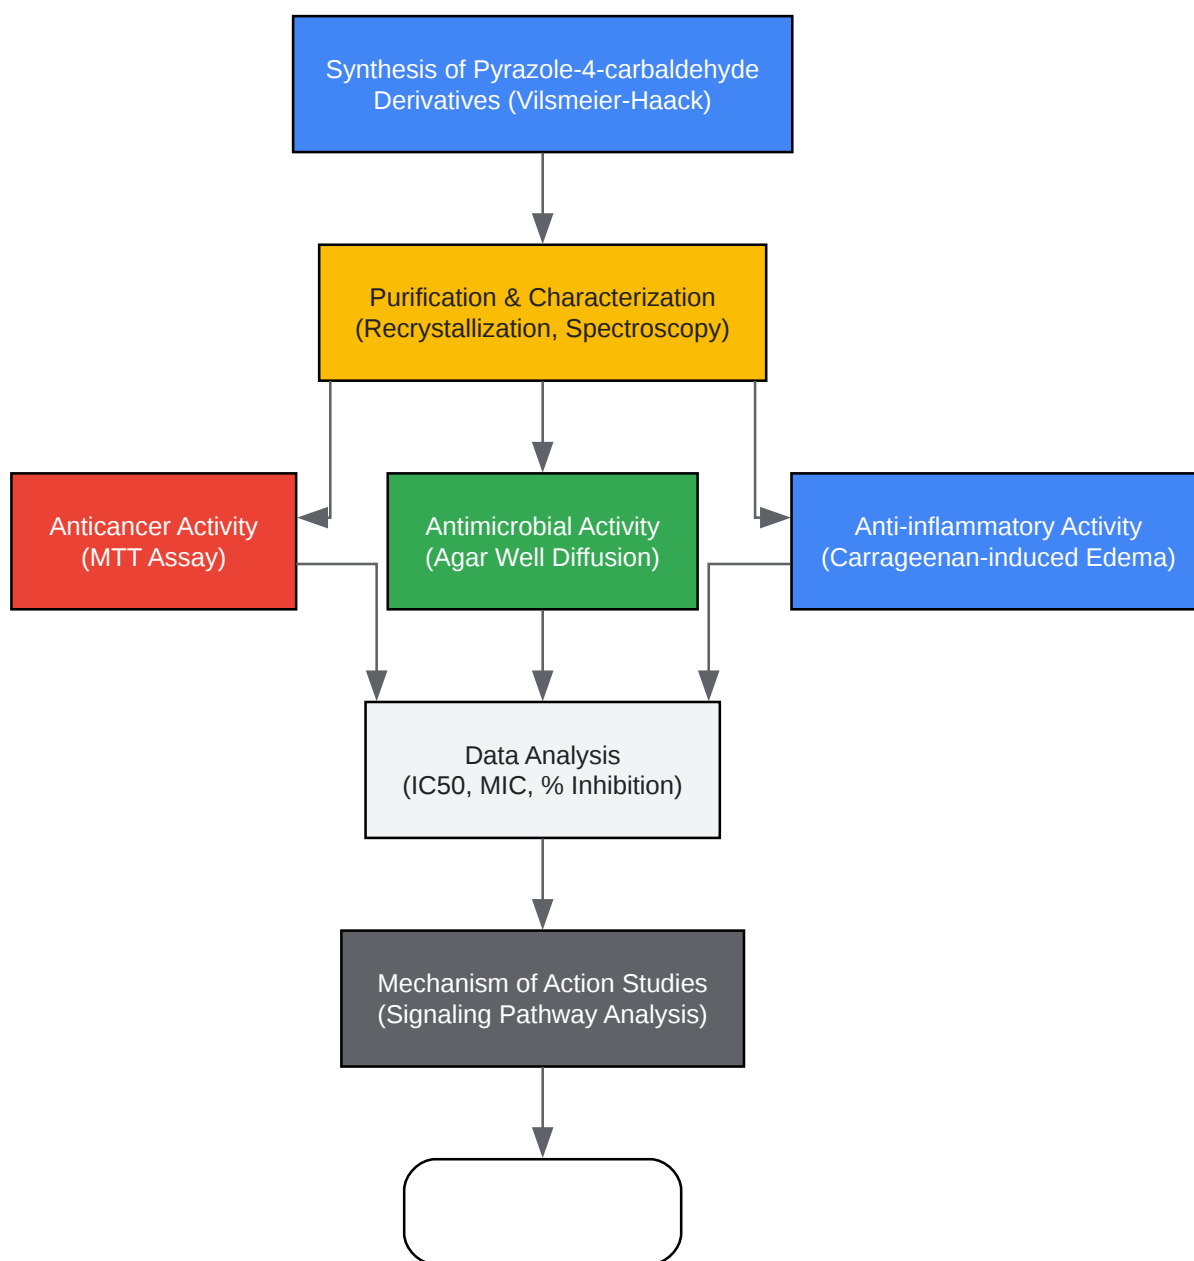 Synthesis of Pyrazole-4-carbaldehyde
Derivatives (Vilsmeier-Haack)
Purification & Characterization
(Recrystallization, Spectroscopy)
Anticancer Activity
(MTT Assay)
Antimicrobial Activity
(Agar Well Diffusion)
Anti-inflammatory Activity
(Carrageenan-induced Edema)
Data Analysis
(IC50, MIC, % Inhibition)
Mechanism of Action Studies
(Signaling Pathway Analysis)